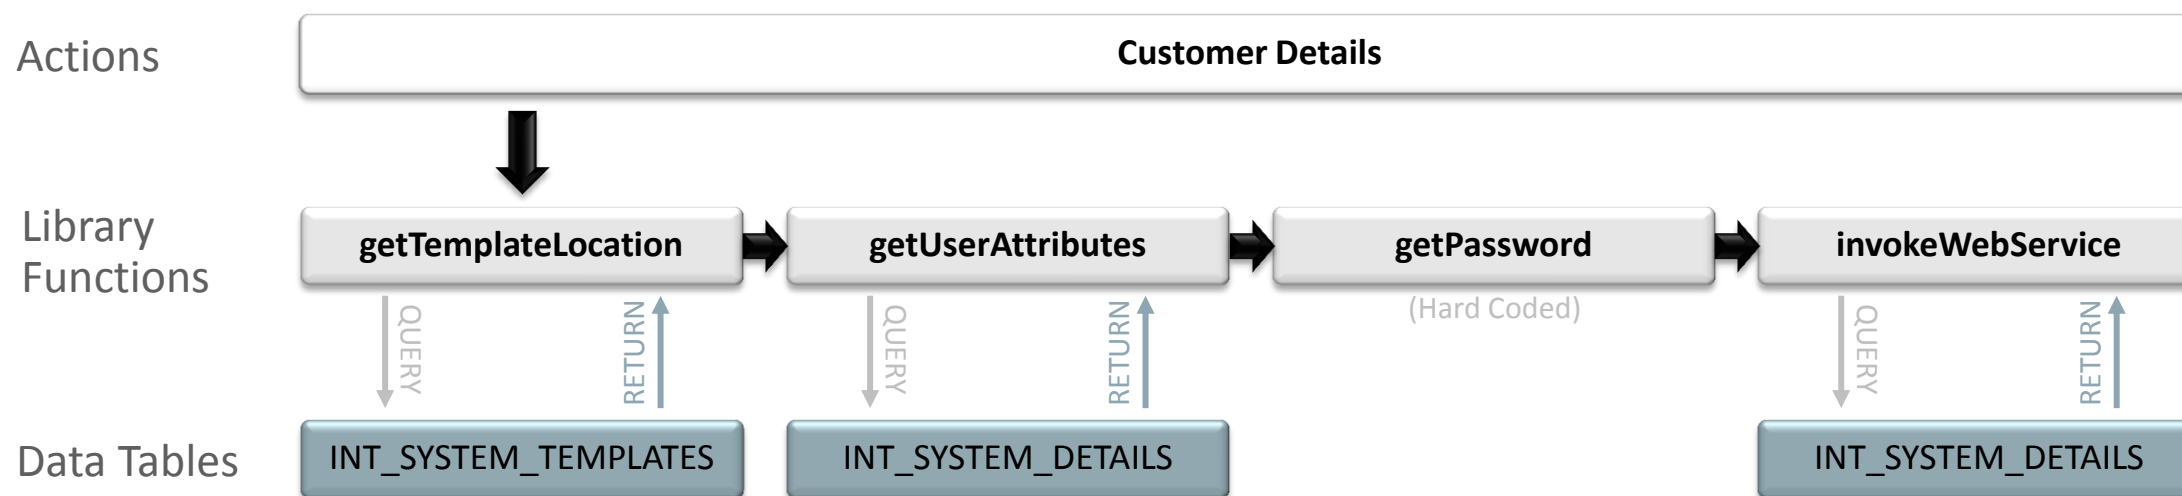 Actions
Customer Details
Library
Functions
getTemplateLocation
getUserAttributes
getPassword
invokeWebService
(Hard Coded)
QUERY
RETURN
QUERY
RETURN
QUERY
RETURN
Data Tables
INT_SYSTEM_TEMPLATES
INT_SYSTEM_DETAILS
INT_SYSTEM_DETAILS